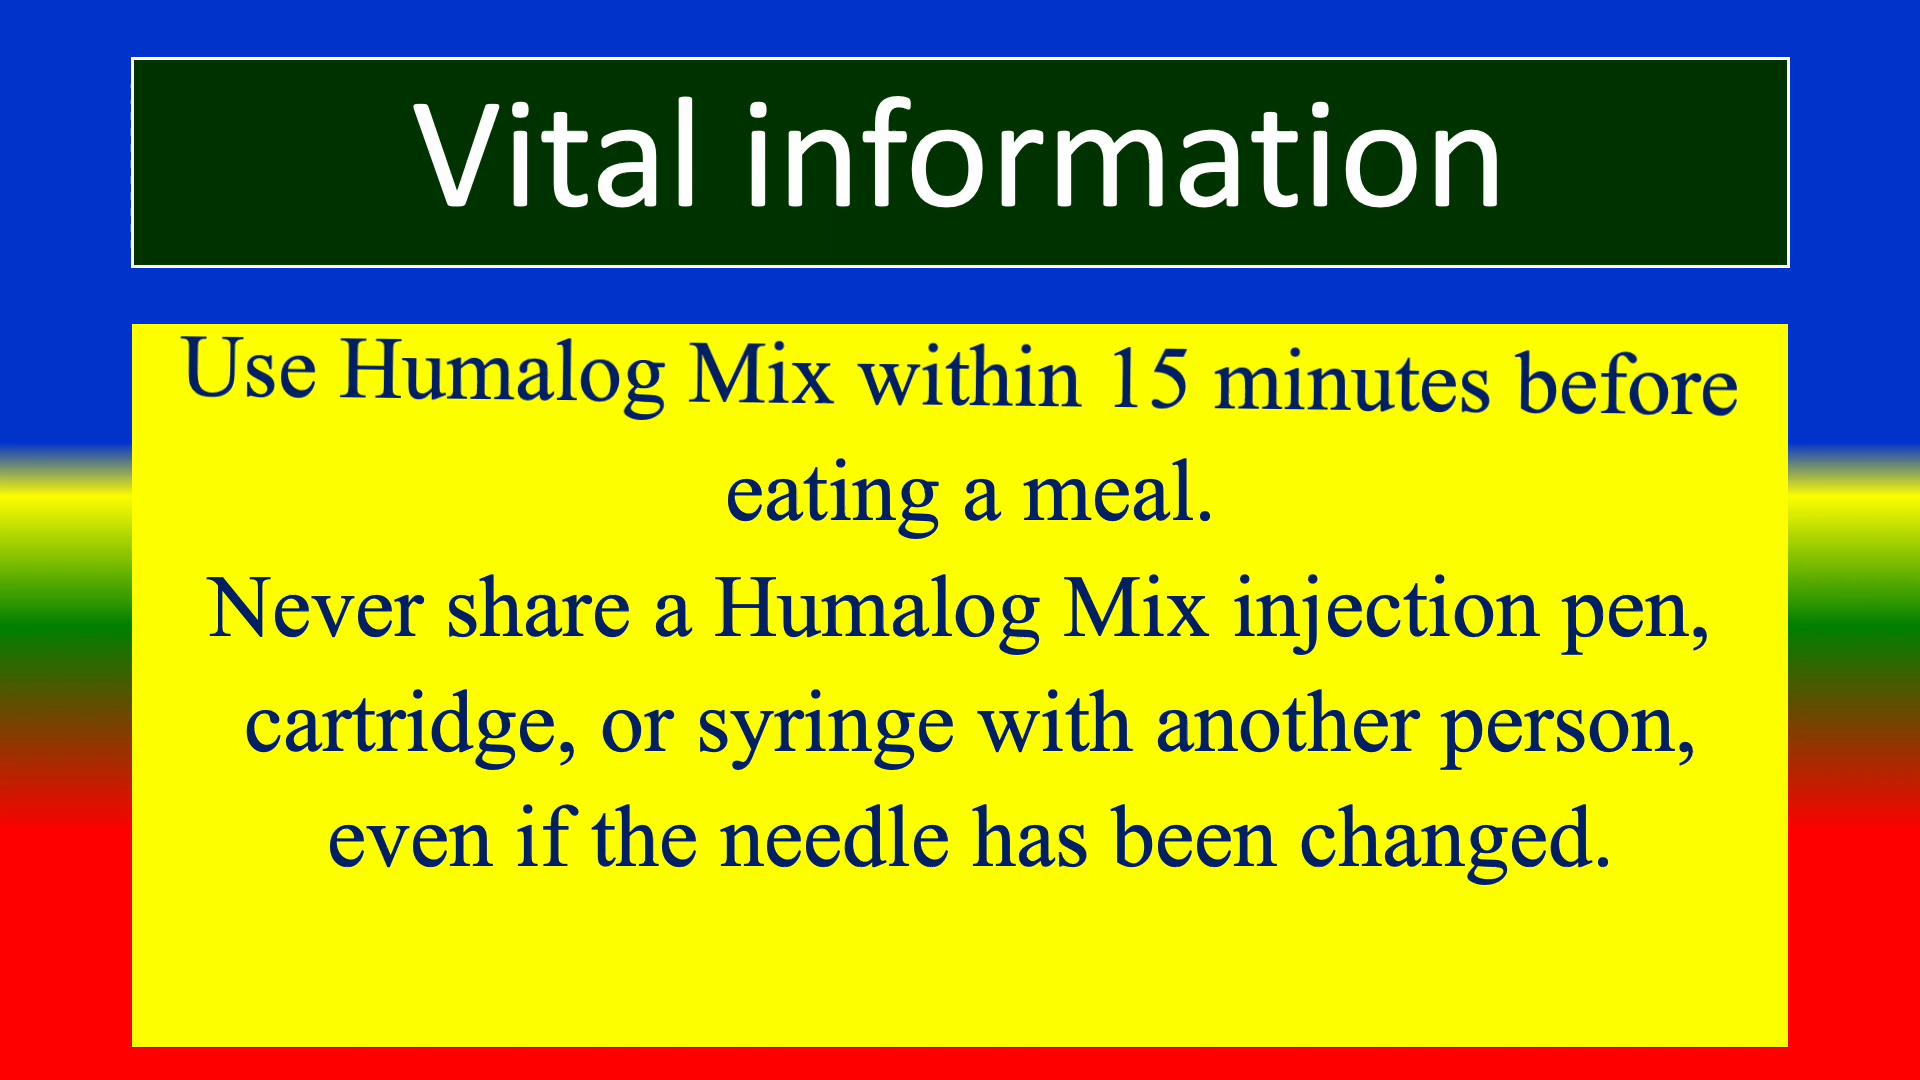 Vital information
Use Humalog Mix within 15 minutes before
eating a meal.
Never share a Humalog Mix injection pen,
cartridge, or syringe with another person,
even if the needle has been changed.